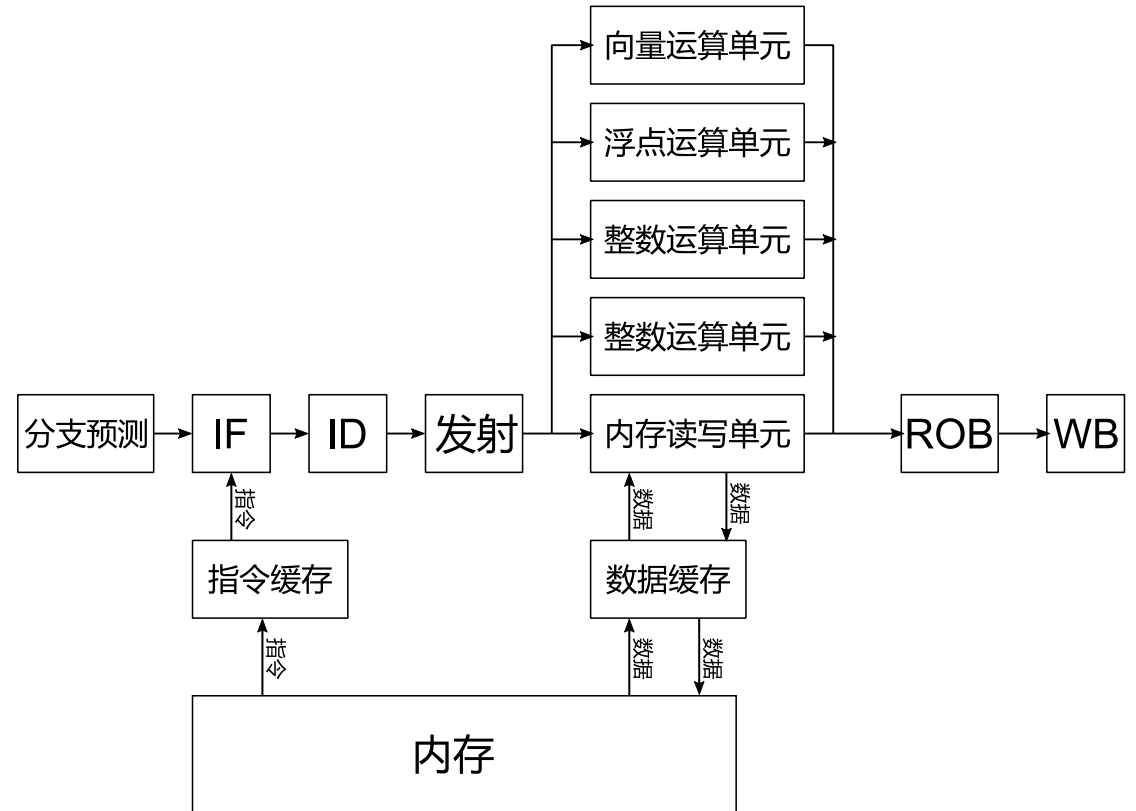 向量运算单元
浮点运算单元
整数运算单元
整数运算单元
分支预测
IF
ID
发射
内存读写单元
ROB
WB
指令
数据
数据
指令缓存
数据缓存
指令
数据
数据
内存